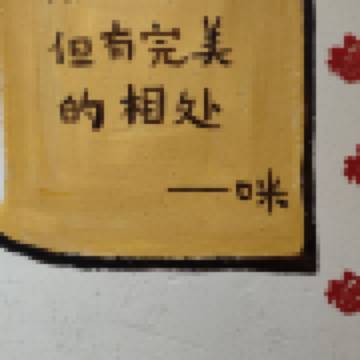 但有完美
的相处
——咪